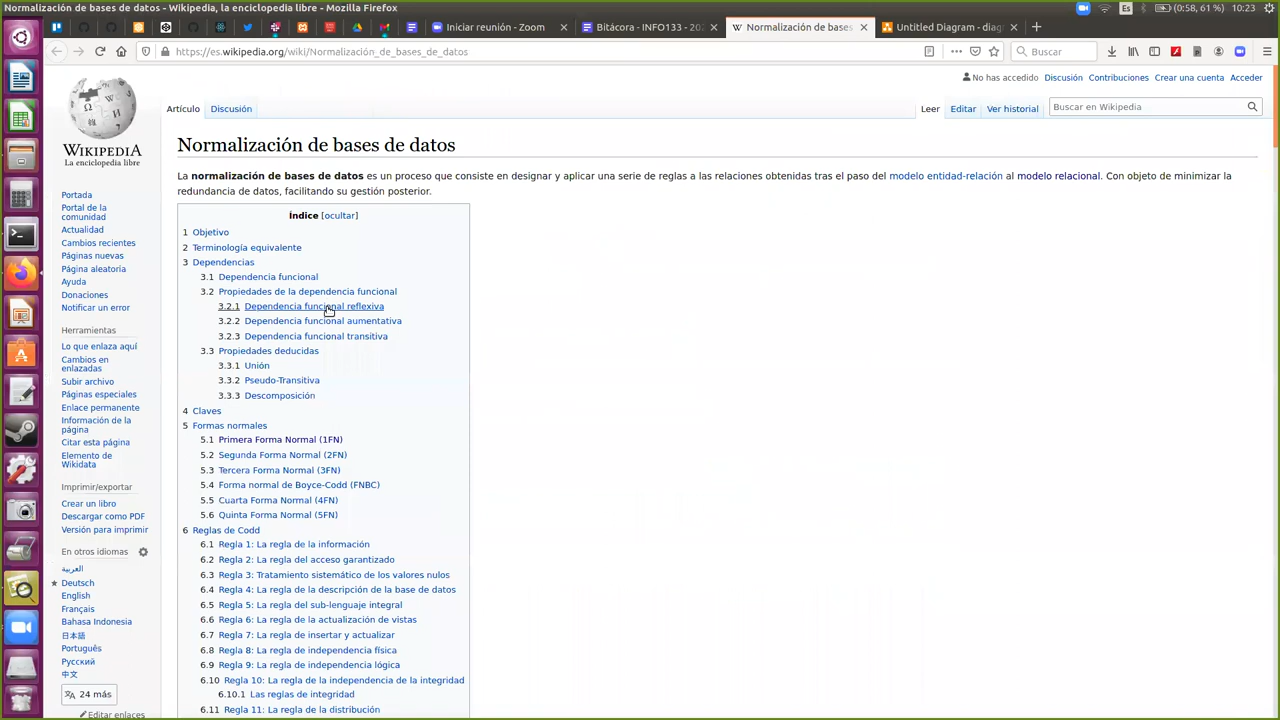 Normalización de bases de datos - Wikipedia, la enciclopedia libre - Mozilla Firefox
Es
(0:58, 61 %)
10:23
Iniciar reunión - Zoom
Bitácora - INFO133 - 202
Normalización de bases
Untitled Diagram - diag
https://es.wikipedia.org/wiki/Normalización_de_bases_de_datos
Buscar
No has accedido Discusión Contribuciones Crear una cuenta Acceder
Artículo Discusión
Leer Editar Ver historial
Buscar en Wikipedia
WIKIPEDIA
La enciclopedia libre
Portada
Portal de la
comunidad
Actualidad
Cambios recientes
Páginas nuevas
Página aleatoria
Ayuda
Donaciones
Notificar un error
Herramientas
Lo que enlaza aquí
Cambios en
enlazadas
Subir archivo
Páginas especiales
Enlace permanente
Información de la
página
Citar esta página
Elemento de
Wikidata
Imprimir/exportar
Crear un libro
Descargar como PDF
Versión para imprimir
En otros idiomas
العربية
Deutsch
English
Français
Bahasa Indonesia
日本語
Português
Русский
中文
24 más
Editar enlaces
Normalización de bases de datos
La normalización de bases de datos es un proceso que consiste en designar y aplicar una serie de reglas a las relaciones obtenidas tras el paso del modelo entidad-relación al modelo relacional. Con objeto de minimizar la
redundancia de datos, facilitando su gestión posterior.
Índice [ocultar]
1 Objetivo
2 Terminología equivalente
3 Dependencias
3.1 Dependencia funcional
3.2 Propiedades de la dependencia funcional
3.2.1 Dependencia funcional reflexiva
3.2.2 Dependencia funcional aumentativa
3.2.3 Dependencia funcional transitiva
3.3 Propiedades deducidas
3.3.1 Unión
3.3.2 Pseudo-Transitiva
3.3.3 Descomposición
4 Claves
5 Formas normales
5.1 Primera Forma Normal (1FN)
5.2 Segunda Forma Normal (2FN)
5.3 Tercera Forma Normal (3FN)
5.4 Forma normal de Boyce-Codd (FNBC)
5.5 Cuarta Forma Normal (4FN)
5.6 Quinta Forma Normal (5FN)
6 Reglas de Codd
6.1 Regla 1: La regla de la información
6.2 Regla 2: La regla del acceso garantizado
6.3 Regla 3: Tratamiento sistemático de los valores nulos
6.4 Regla 4: La regla de la descripción de la base de datos
6.5 Regla 5: La regla del sub-lenguaje integral
6.6 Regla 6: La regla de la actualización de vistas
6.7 Regla 7: La regla de insertar y actualizar
6.8 Regla 8: La regla de independencia física
6.9 Regla 9: La regla de independencia lógica
6.10 Regla 10: La regla de la independencia de la integridad
6.10.1 Las reglas de integridad
6.11 Regla 11: La regla de la distribución